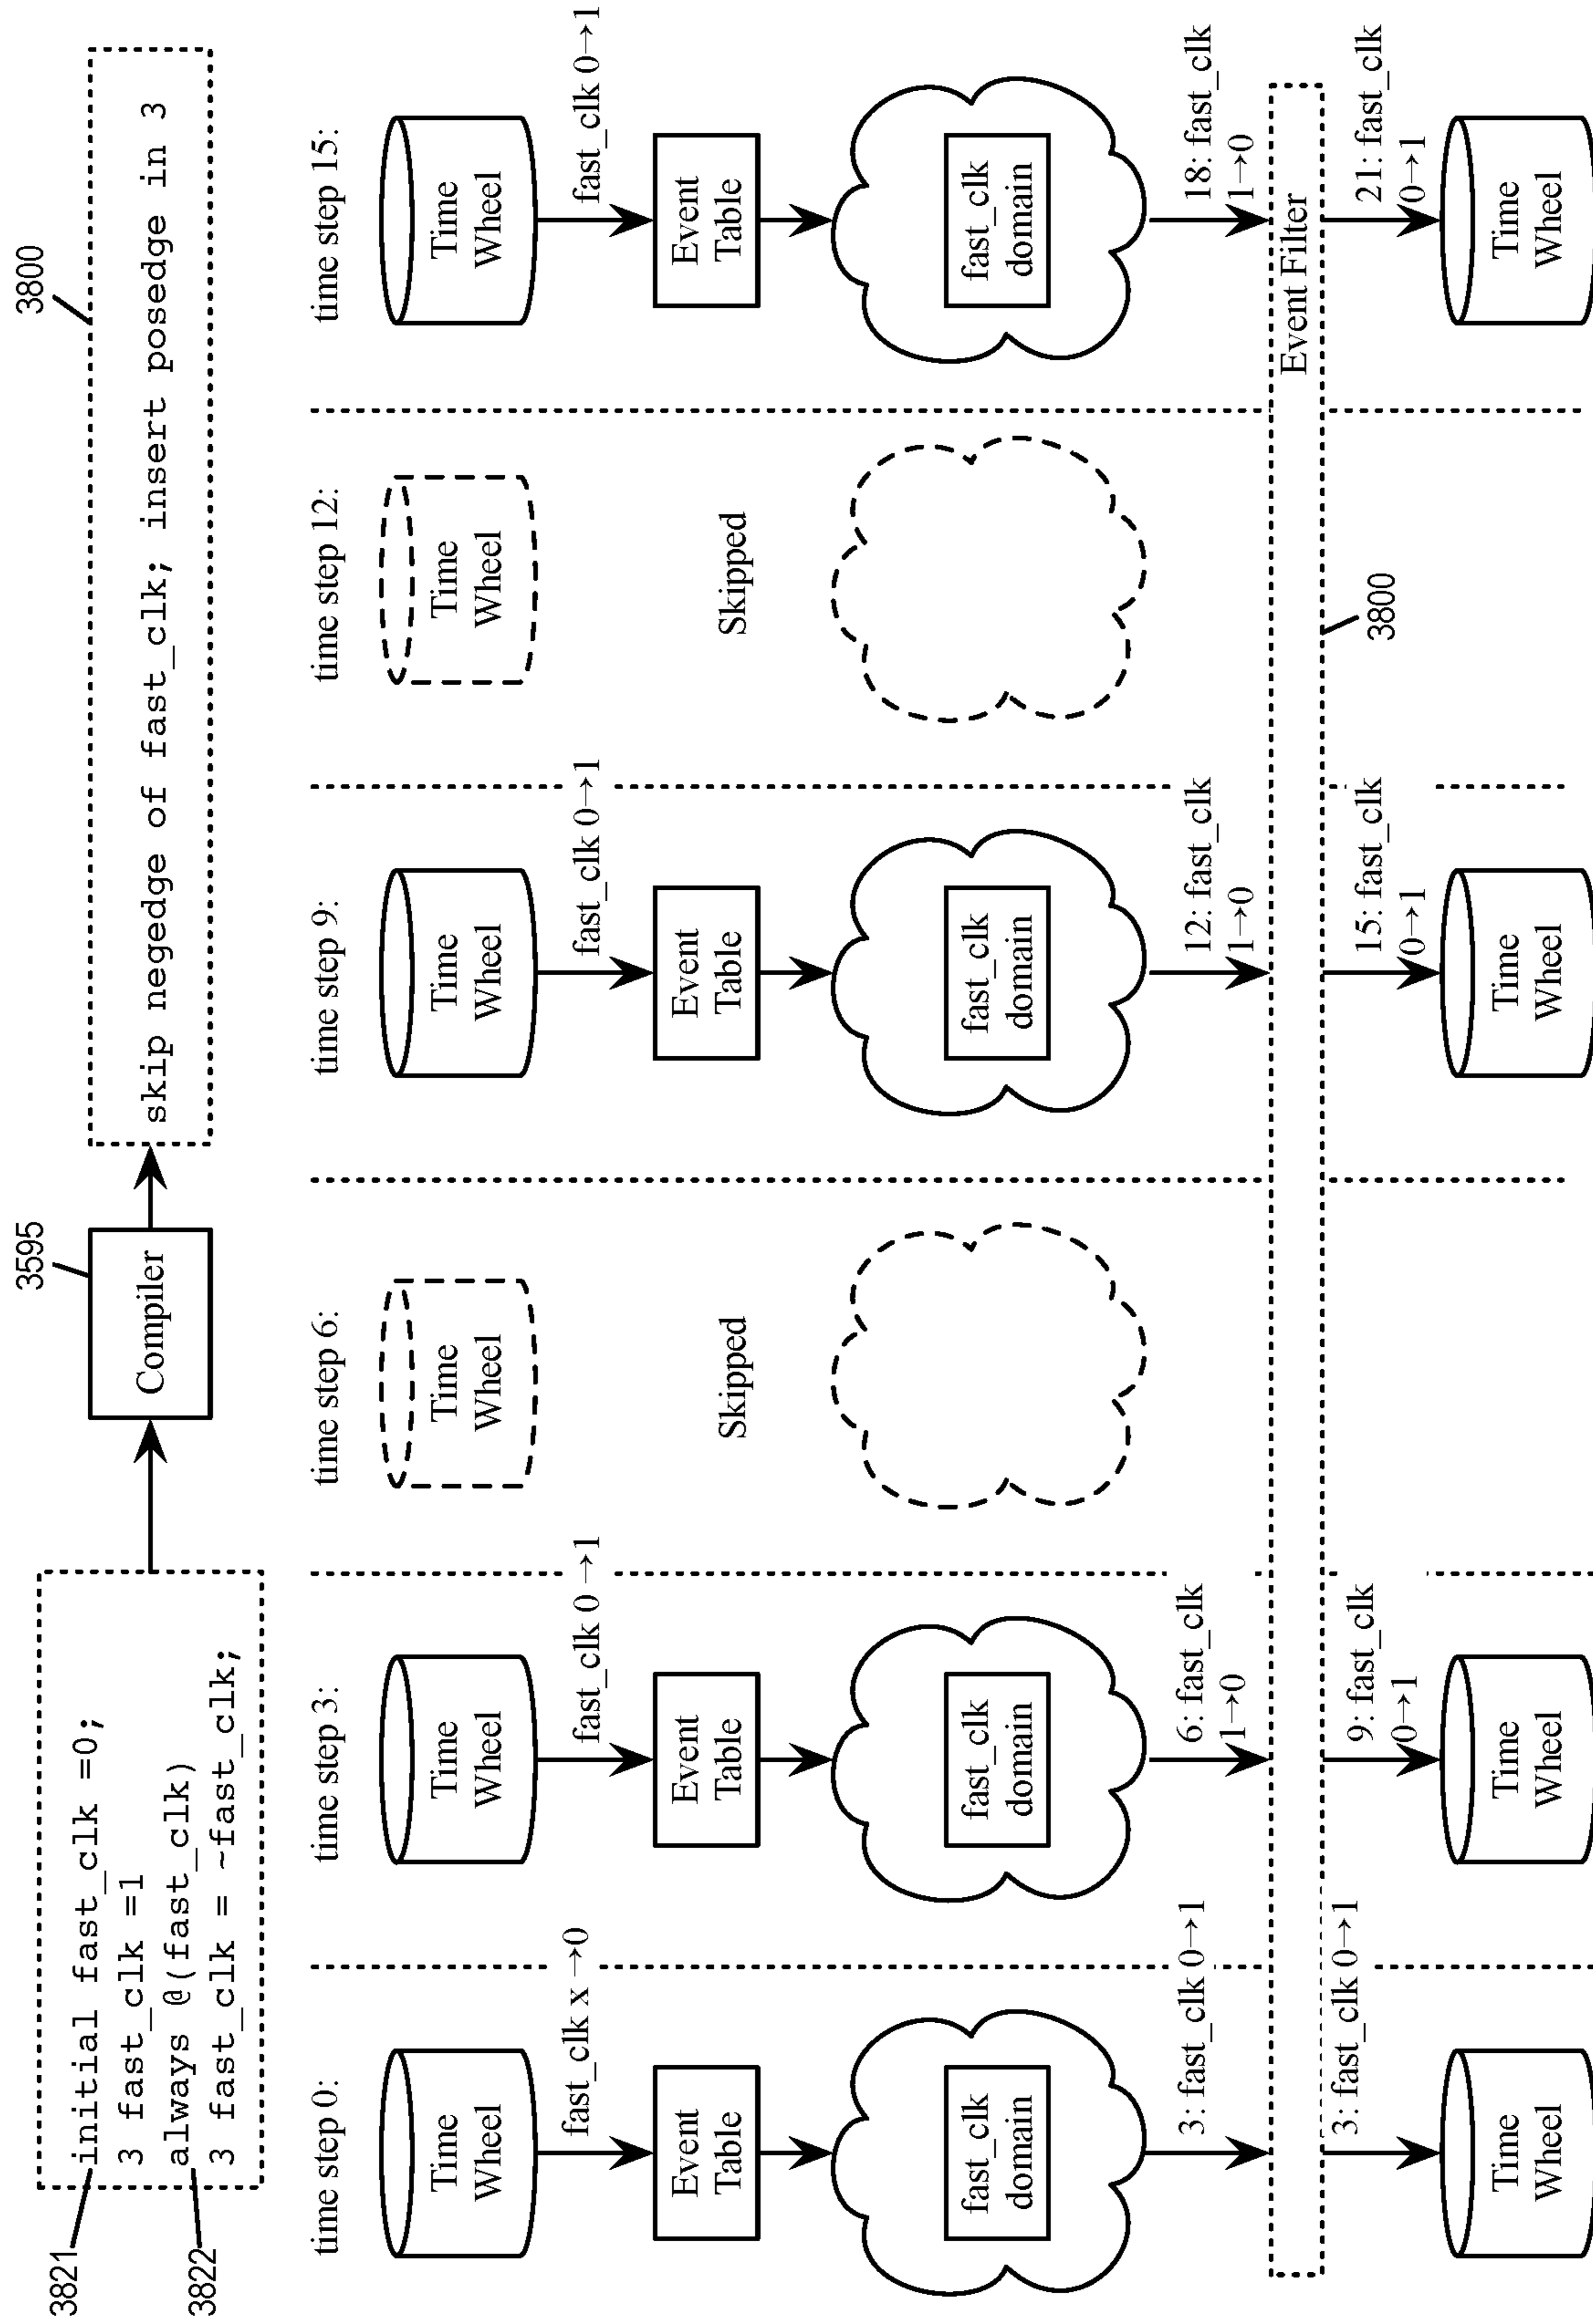 3821
initial fast_clk =0;
3 fast_clk =1
3822
always @(fast_clk)
3 fast_clk = ~fast_clk;
3595
Compiler
3800
skip negedge of fast_clk; insert posedge in 3
time step 0:
Time
Wheel
fast_clk x →0
Event
Table
fast_clk
domain
3: fast_clk 0→1
3: fast_clk 0→1
Time
Wheel
time step 3:
Time
Wheel
fast_clk 0 →1
Event
Table
fast_clk
domain
6: fast_clk
1→0
9: fast_clk
0→1
Time
Wheel
time step 6:
Time
Wheel
Skipped
time step 9:
Time
Wheel
fast_clk 0→1
Event
Table
fast_clk
domain
12: fast_clk
1→0
15: fast_clk
0→1
Time
Wheel
time step 12:
Time
Wheel
Skipped
3800
time step 15:
Time
Wheel
fast_clk 0→1
Event
Table
fast_clk
domain
18: fast_clk
1→0
Event Filter
21: fast_clk
0→1
Time
Wheel